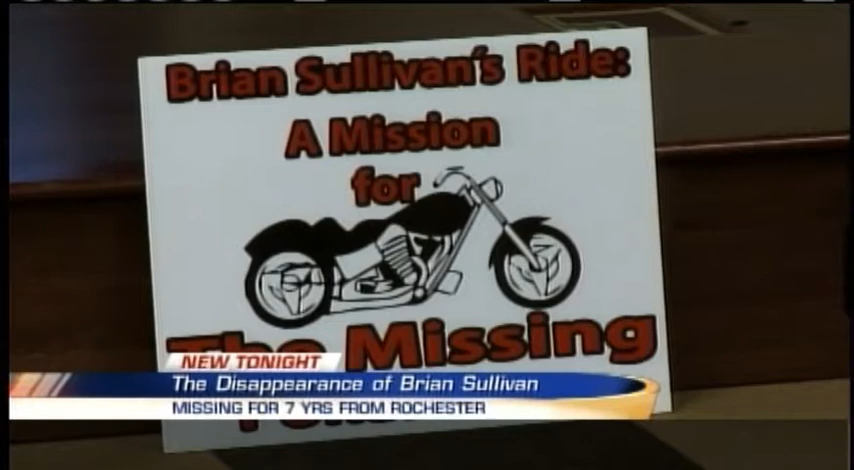 Brian Sullivan's Ride:
A Mission
for
The Missing
NEW TONIGHT
The Disappearance of Brian Sullivan
MISSING FOR 7 YRS FROM ROCHESTER